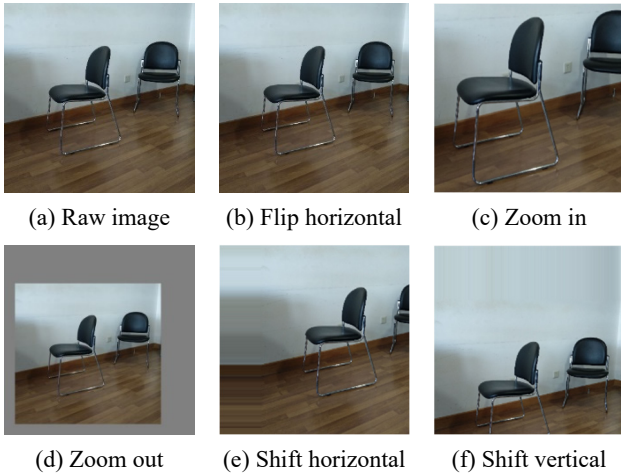 (a) Raw image
(b) Flip horizontal
(c) Zoom in
(d) Zoom out
(e) Shift horizontal
(f) Shift vertical